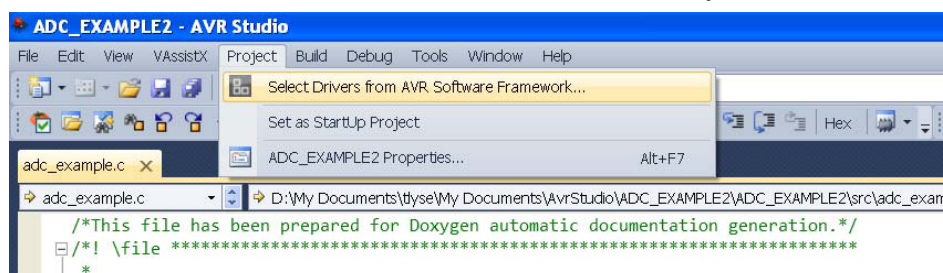 ADC_EXAMPLE2 - AVR Studio
File Edit View VAssistX Project Build Debug Tools Window Help
Select Drivers from AVR Software Framework...
Set as StartUp Project
Hex
ADC_EXAMPLE2 Properties... Alt+F7
adc_example.c
adc_example.c D:\My Documents\tlyse\My Documents\AvrStudio\ADC_EXAMPLE2\ADC_EXAMPLE2\src\adc_exam
/*This file has been prepared for Doxygen automatic documentation generation.*/
/*! \file *********************************************************************
*